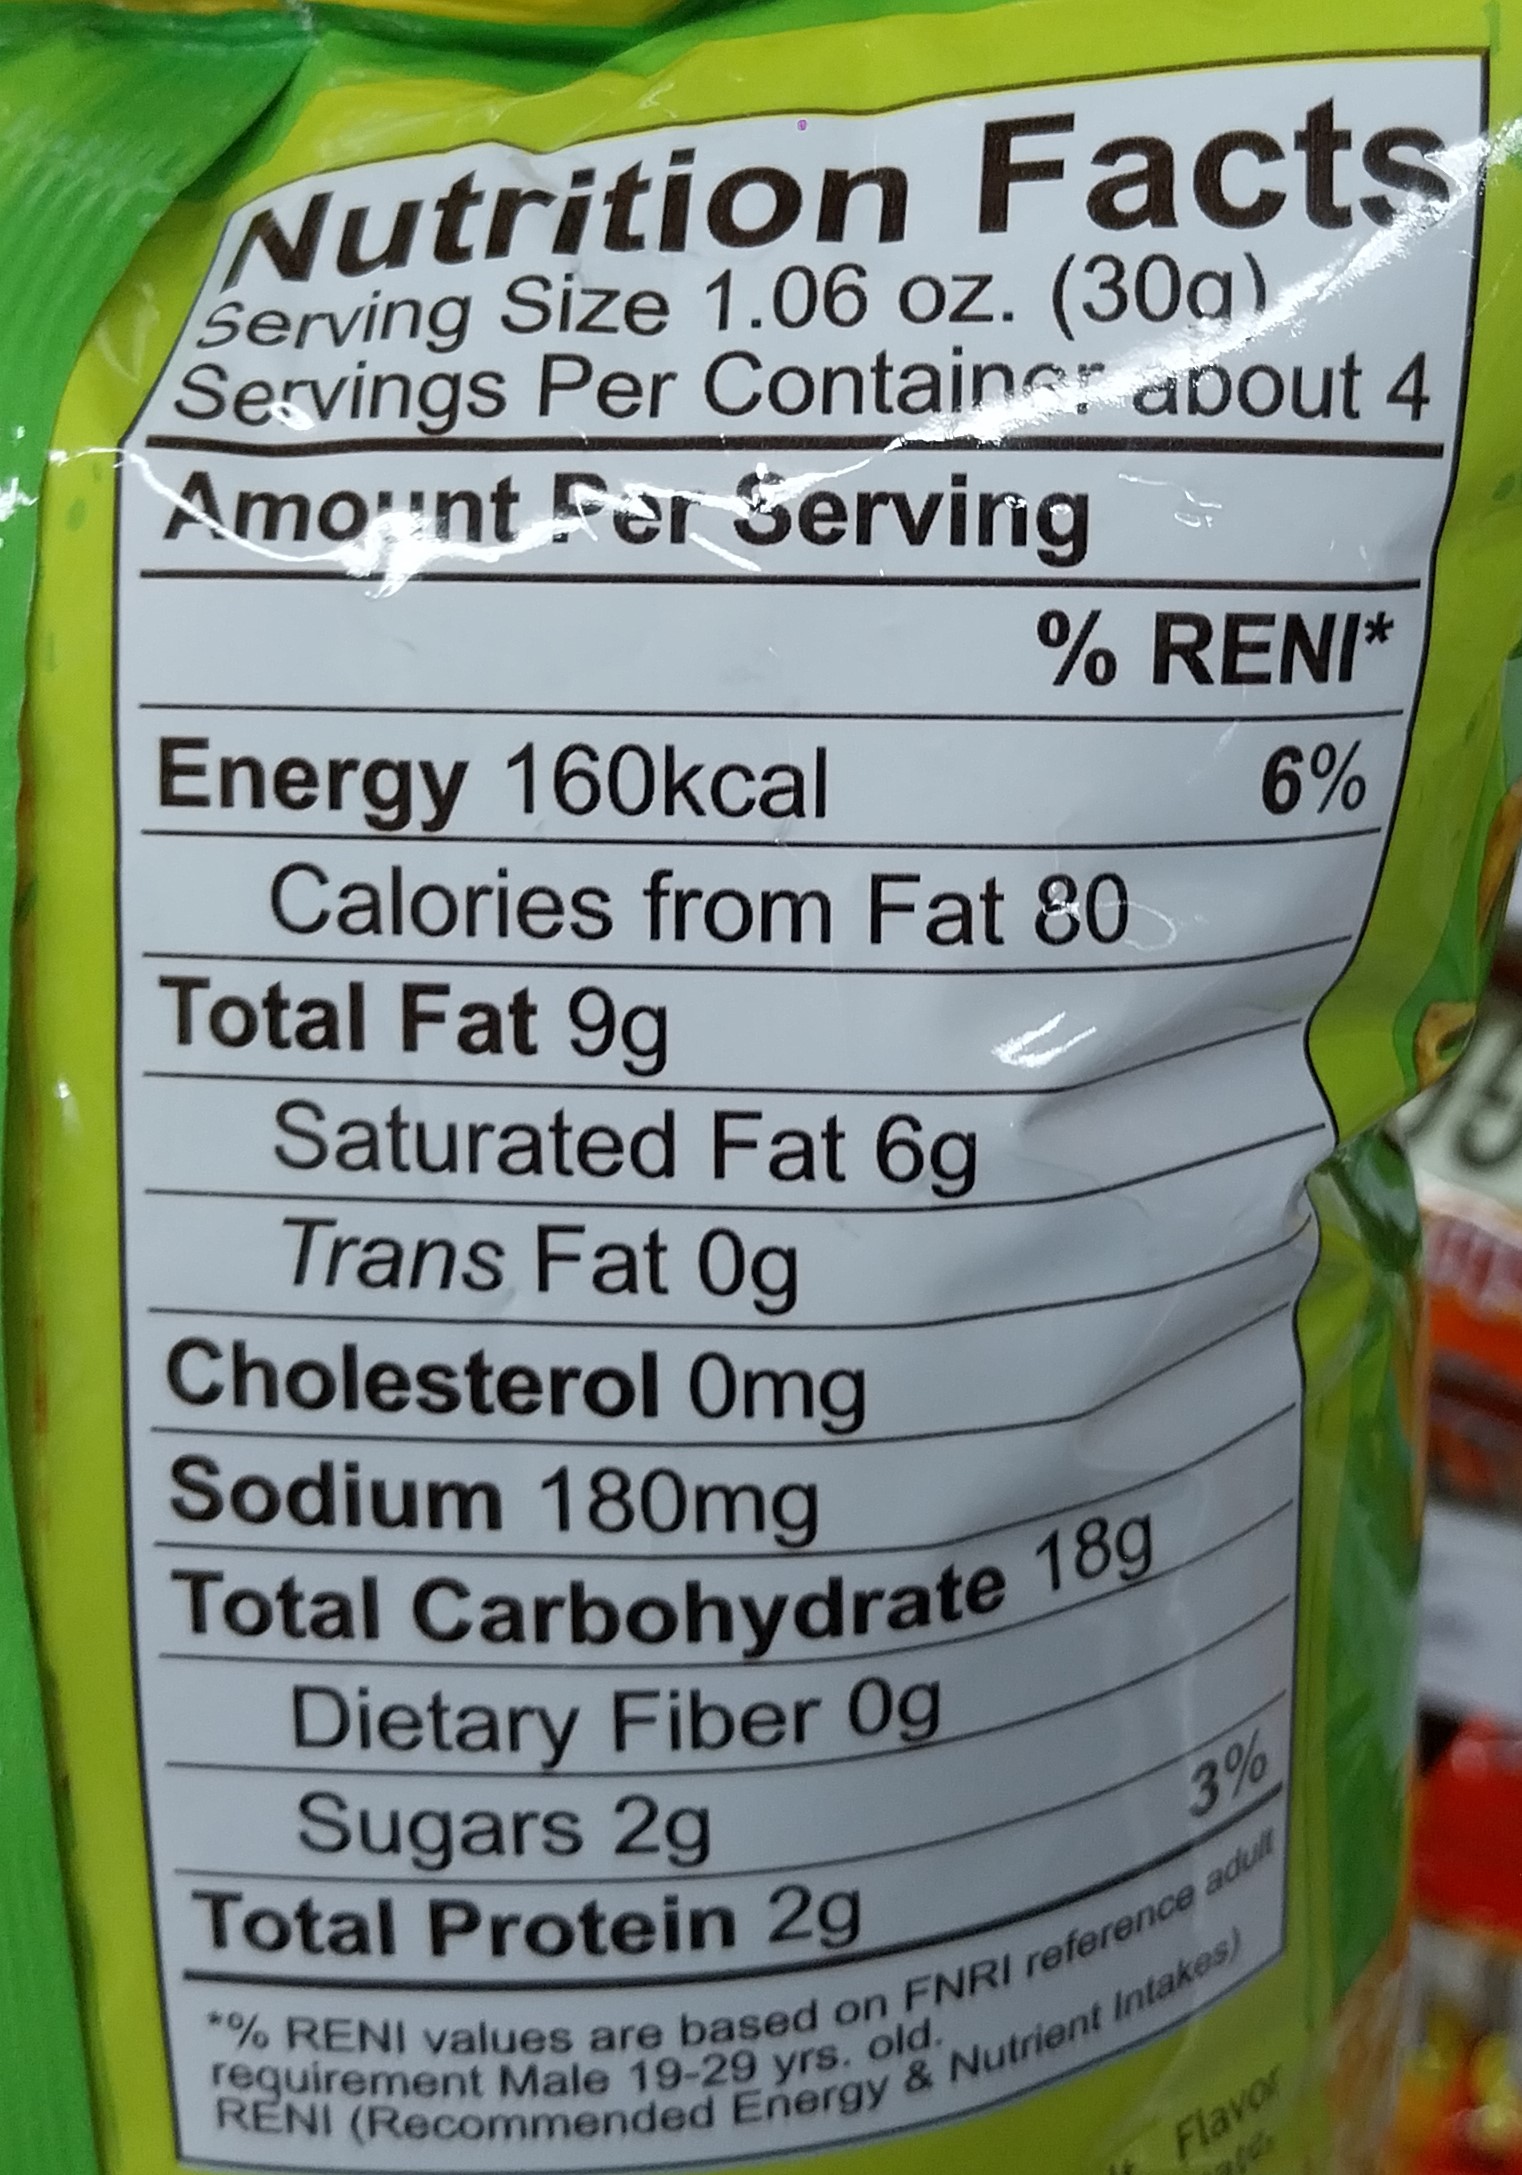 Nutrition Facts
Serving Size 1.06 oz. (30g)
Servings Per Container about 4
Amount Per Serving
% RENI*
Energy 160kcal 6%
Calories from Fat 80
Total Fat 9g
Saturated Fat 6g
Trans Fat 0g
Cholesterol 0mg
Sodium 180mg
Total Carbohydrate 18g
Dietary Fiber 0g
Sugars 2g
Total Protein 2g 3%
*% RENI values are based on FNRI reference adult
requirement Male 19-29 yrs. old.
RENI (Recommended Energy & Nutrient Intakes)
Flavor